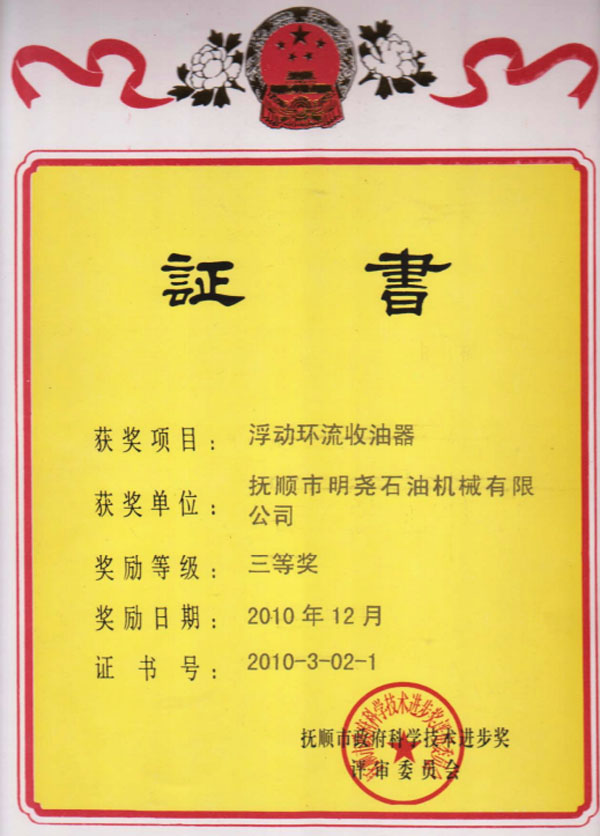 証 書
获奖项目： 浮动环流收油器
获奖单位： 抚顺市明尧石油机械有限
公司
奖励等级： 三等奖
奖励日期： 2010年12月
证 书 号： 2010-3-02-1
抚顺市政府科学技术进步奖
评审委员会